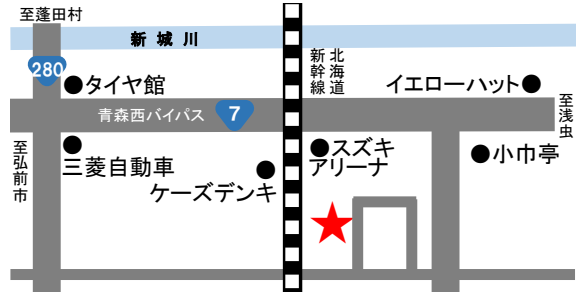 至蓬田村
新城川
280
タイヤ館
北海道
新幹線
イエローハット
至浅虫
青森西バイパス
7
至弘前市
三菱自動車
ケーズデンキ
スズキ
アリーナ
小巾亭